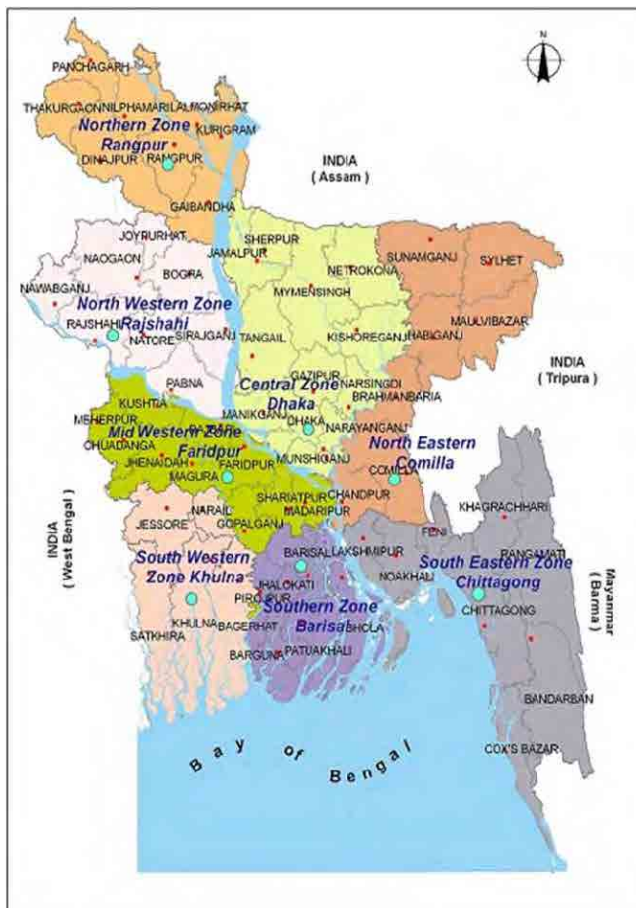 N
PANCHAGARH
THAKURGAON
NILPHAMARI
LALMONIRHAT
Northern Zone
Rangpur
KURIGRAM
DINAJPUR
RANGPUR
GAIBANDHA
INDIA
( Assam )
JOYPURHAT
NAOGAON
BOGRA
NAWABGANJ
North Western Zone
Rajshahi
RAJSHAHI
NATORE
SIRAJGANJ
PABNA
SHERPUR
JAMALPUR
NETROKONA
MYMENSINGH
KISHOREGANJ
TANGAIL
GAZIPUR
Central Zone
Dhaka
NARSINGDI
MANIKGANJ
DHAKA
NARAYANGANJ
MUNSHIGANJ
SUNAMGANJ
SYLHET
MAULVIBAZAR
HABIGANJ
BRAHMANBARIA
INDIA
( Tripura )
North Eastern
Comilla
COMILLA
CHANDPUR
KUSHTIA
MEHERPUR
Mid Western Zone
Faridpur
CHUADANGA
JHENAIDAH
FARIDPUR
MAGURA
SHARIATPUR
MADARIPUR
GOPALGANJ
INDIA
( West Bengal )
JESSORE
NARAIL
South Western
Zone Khulna
KHULNA
SATKHIRA
BAGERHAT
BARISAL
JHALOKATI
PIROJPUR
Southern Zone
Barisal
BHOLA
BARGUNA
PATUAKHALI
LAKSHMIPUR
FENI
NOAKHALI
KHAGRACHHARI
RANGAMATI
South Eastern Zone
Chittagong
CHITTAGONG
BANDARBAN
COX'S BAZAR
Mayanmar
( Barma )
Bay of Bengal